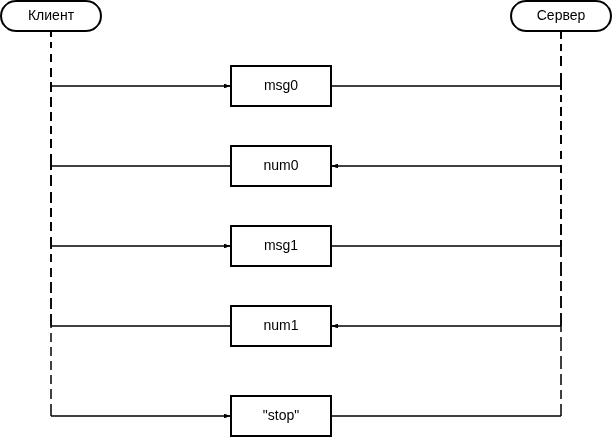 Клиент
Сервер
msg0
num0
msg1
num1
"stop"